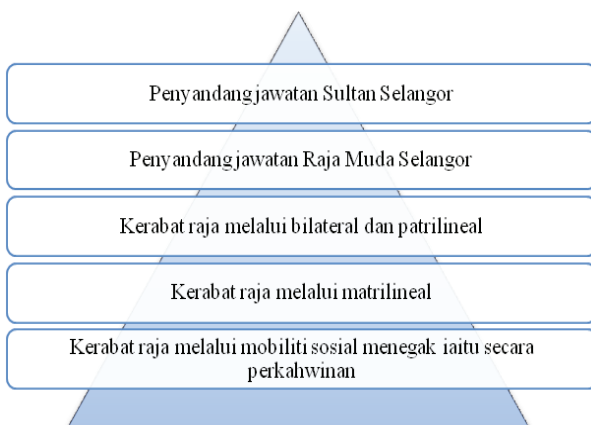 Penyandang jawatan Sultan Selangor
Penyandang jawatan Raja Muda Selangor
Kerabat raja melalui bilateral dan patrilineal
Kerabat raja melalui matrilineal
Kerabat raja melalui mobiliti sosial menegak iaitu secara
perkahwinan